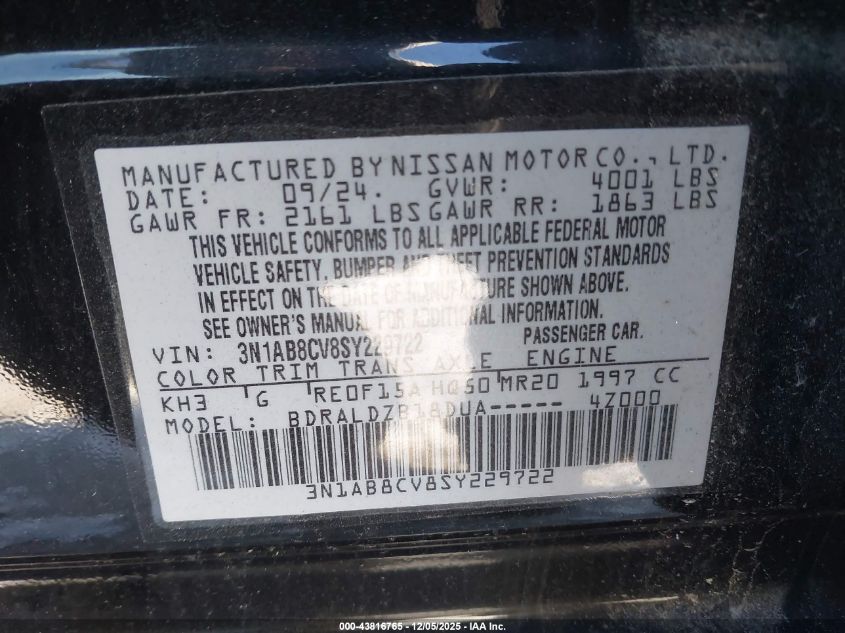 MANUFACTURED BY NISSAN MOTOR CO., LTD.
DATE: 09/24. GVWR: 4001 LBS
GAWR FR: 2161 LBS GAWR RR: 1863 LBS
THIS VEHICLE CONFORMS TO ALL APPLICABLE FEDERAL MOTOR
VEHICLE SAFETY, BUMPER AND THEFT PREVENTION STANDARDS
IN EFFECT ON THE DATE OF MANUFACTURE SHOWN ABOVE.
SEE OWNER'S MANUAL FOR ADDITIONAL INFORMATION.
VIN: 3N1AB8CV8SY229722 PASSENGER CAR.
COLOR TRIM TRANS AXLE ENGINE
KH3 G RE0F15A HQ60 MR20 1997 CC
MODEL: BDRALDZB18DUA----- 4Z000
3N1AB8CV8SY229722
000-43816765 - 12/05/2025 - IAA Inc.